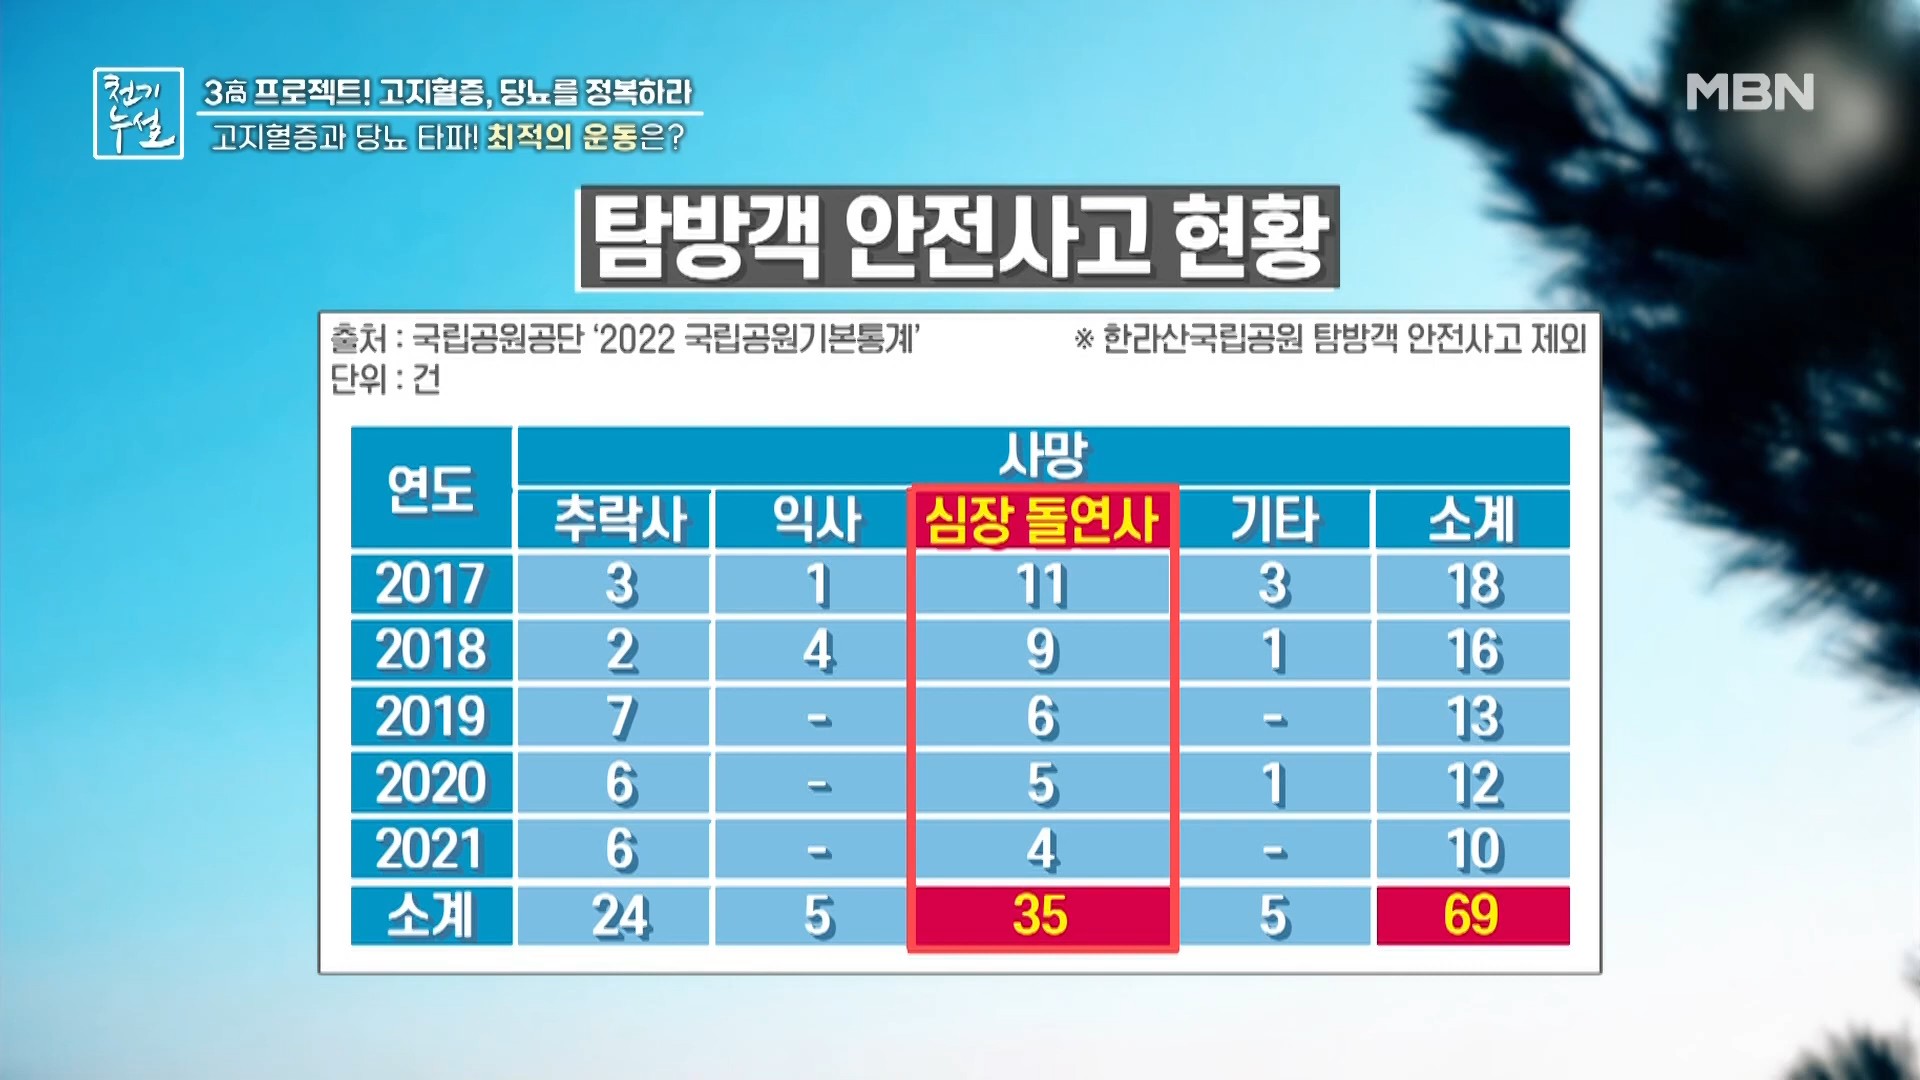 천기누설
3高 프로젝트! 고지혈증, 당뇨를 정복하라
고지혈증과 당뇨 타파! 최적의 운동은?
MBN
탐방객 안전사고 현황
출처 : 국립공원공단 ‘2022 국립공원기본통계’ ※ 한라산국립공원 탐방객 안전사고 제외
단위 : 건
연도 사망
추락사 익사 심장 돌연사 기타 소계
2017 3 1 11 3 18
2018 2 4 9 1 16
2019 7 - 6 - 13
2020 6 - 5 1 12
2021 6 - 4 - 10
소계 24 5 35 5 69